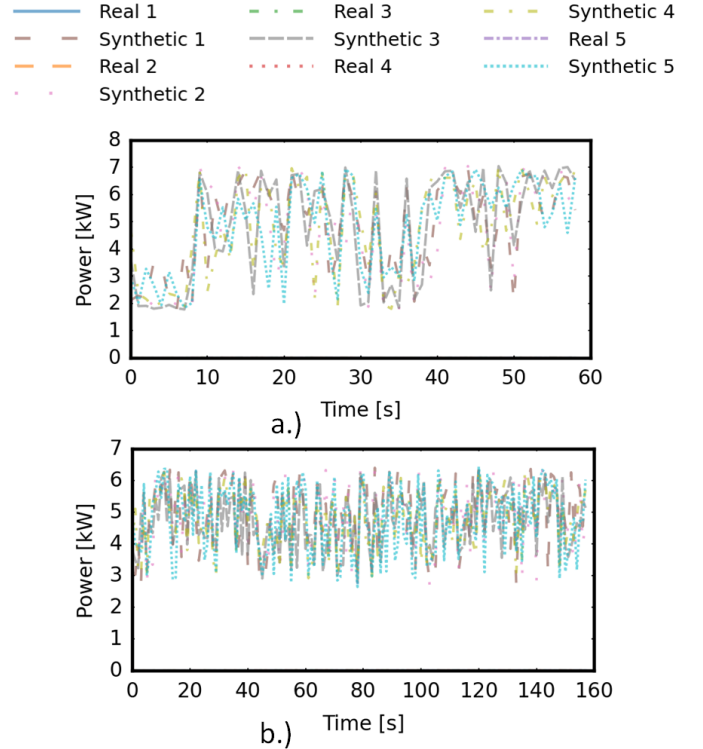 Real 1 Real 3 Synthetic 4
Synthetic 1 Synthetic 3 Real 5
Real 2 Real 4 Synthetic 5
Synthetic 2
8
7
6
5
4
3
2
1
0
Power [kW]
0 10 20 30 40 50 60
Time [s]
a.)
7
6
5
4
3
2
1
0
Power [kW]
0 20 40 60 80 100 120 140 160
Time [s]
b.)